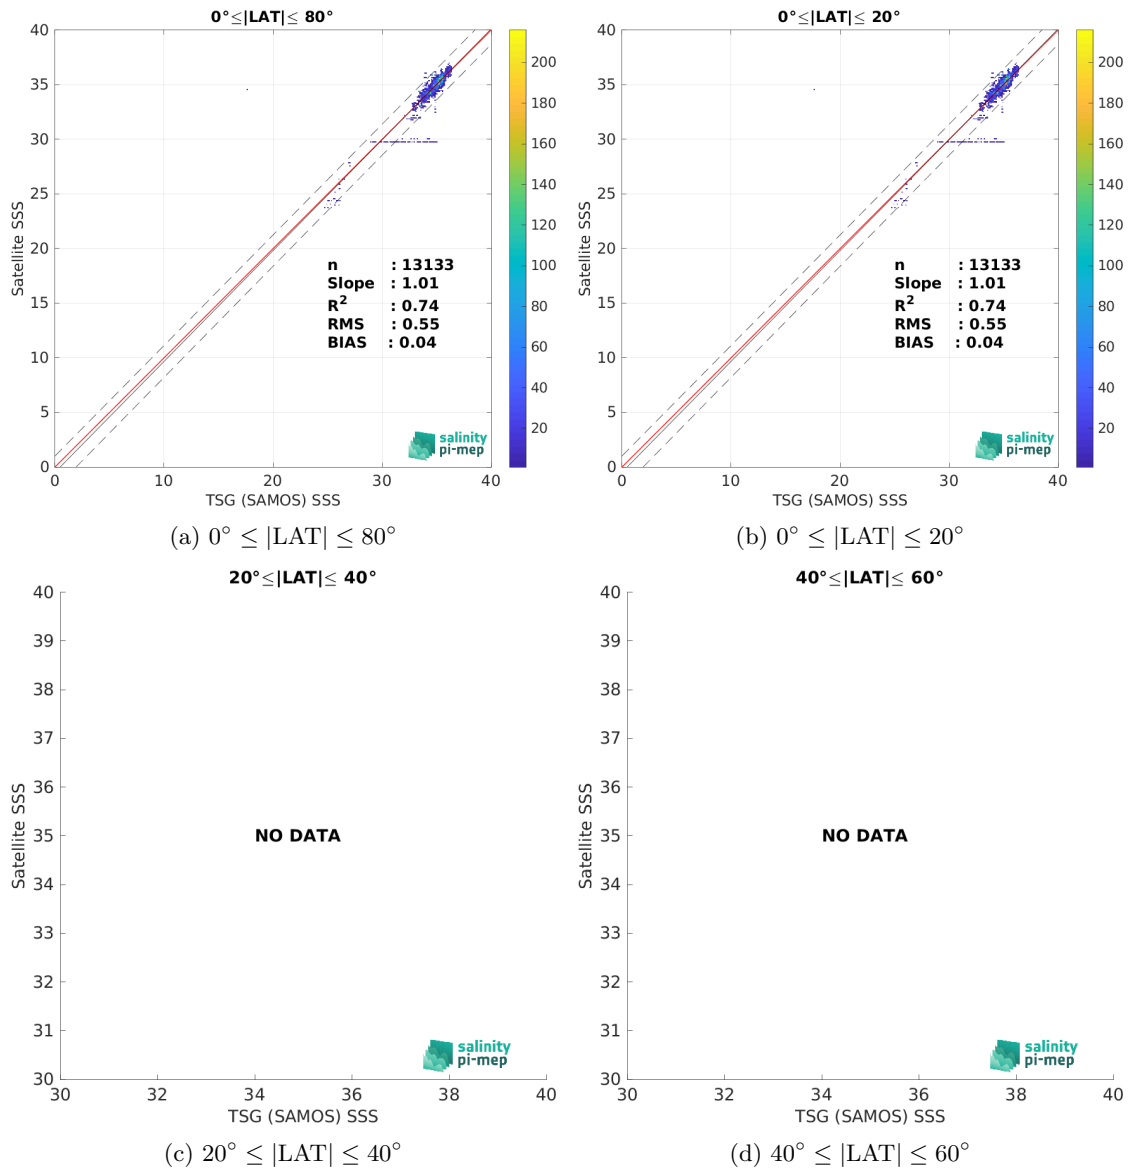 0°≤|LAT|≤ 80°
40
35
30
25
20
15
10
5
0
Satellite SSS
n : 13133
Slope : 1.01
R² : 0.74
RMS : 0.55
BIAS : 0.04
salinity
pi-mep
0 10 20 30 40
TSG (SAMOS) SSS
200
180
160
140
120
100
80
60
40
20
(a) 0° ≤ |LAT| ≤ 80°
0°≤|LAT|≤ 20°
40
35
30
25
20
15
10
5
0
Satellite SSS
n : 13133
Slope : 1.01
R² : 0.74
RMS : 0.55
BIAS : 0.04
salinity
pi-mep
0 10 20 30 40
TSG (SAMOS) SSS
200
180
160
140
120
100
80
60
40
20
(b) 0° ≤ |LAT| ≤ 20°
20°≤|LAT|≤ 40°
40
39
38
37
36
35
34
33
32
31
30
Satellite SSS
NO DATA
salinity
pi-mep
30 32 34 36 38 40
TSG (SAMOS) SSS
(c) 20° ≤ |LAT| ≤ 40°
40°≤|LAT|≤ 60°
40
39
38
37
36
35
34
33
32
31
30
Satellite SSS
NO DATA
salinity
pi-mep
30 32 34 36 38 40
TSG (SAMOS) SSS
(d) 40° ≤ |LAT| ≤ 60°